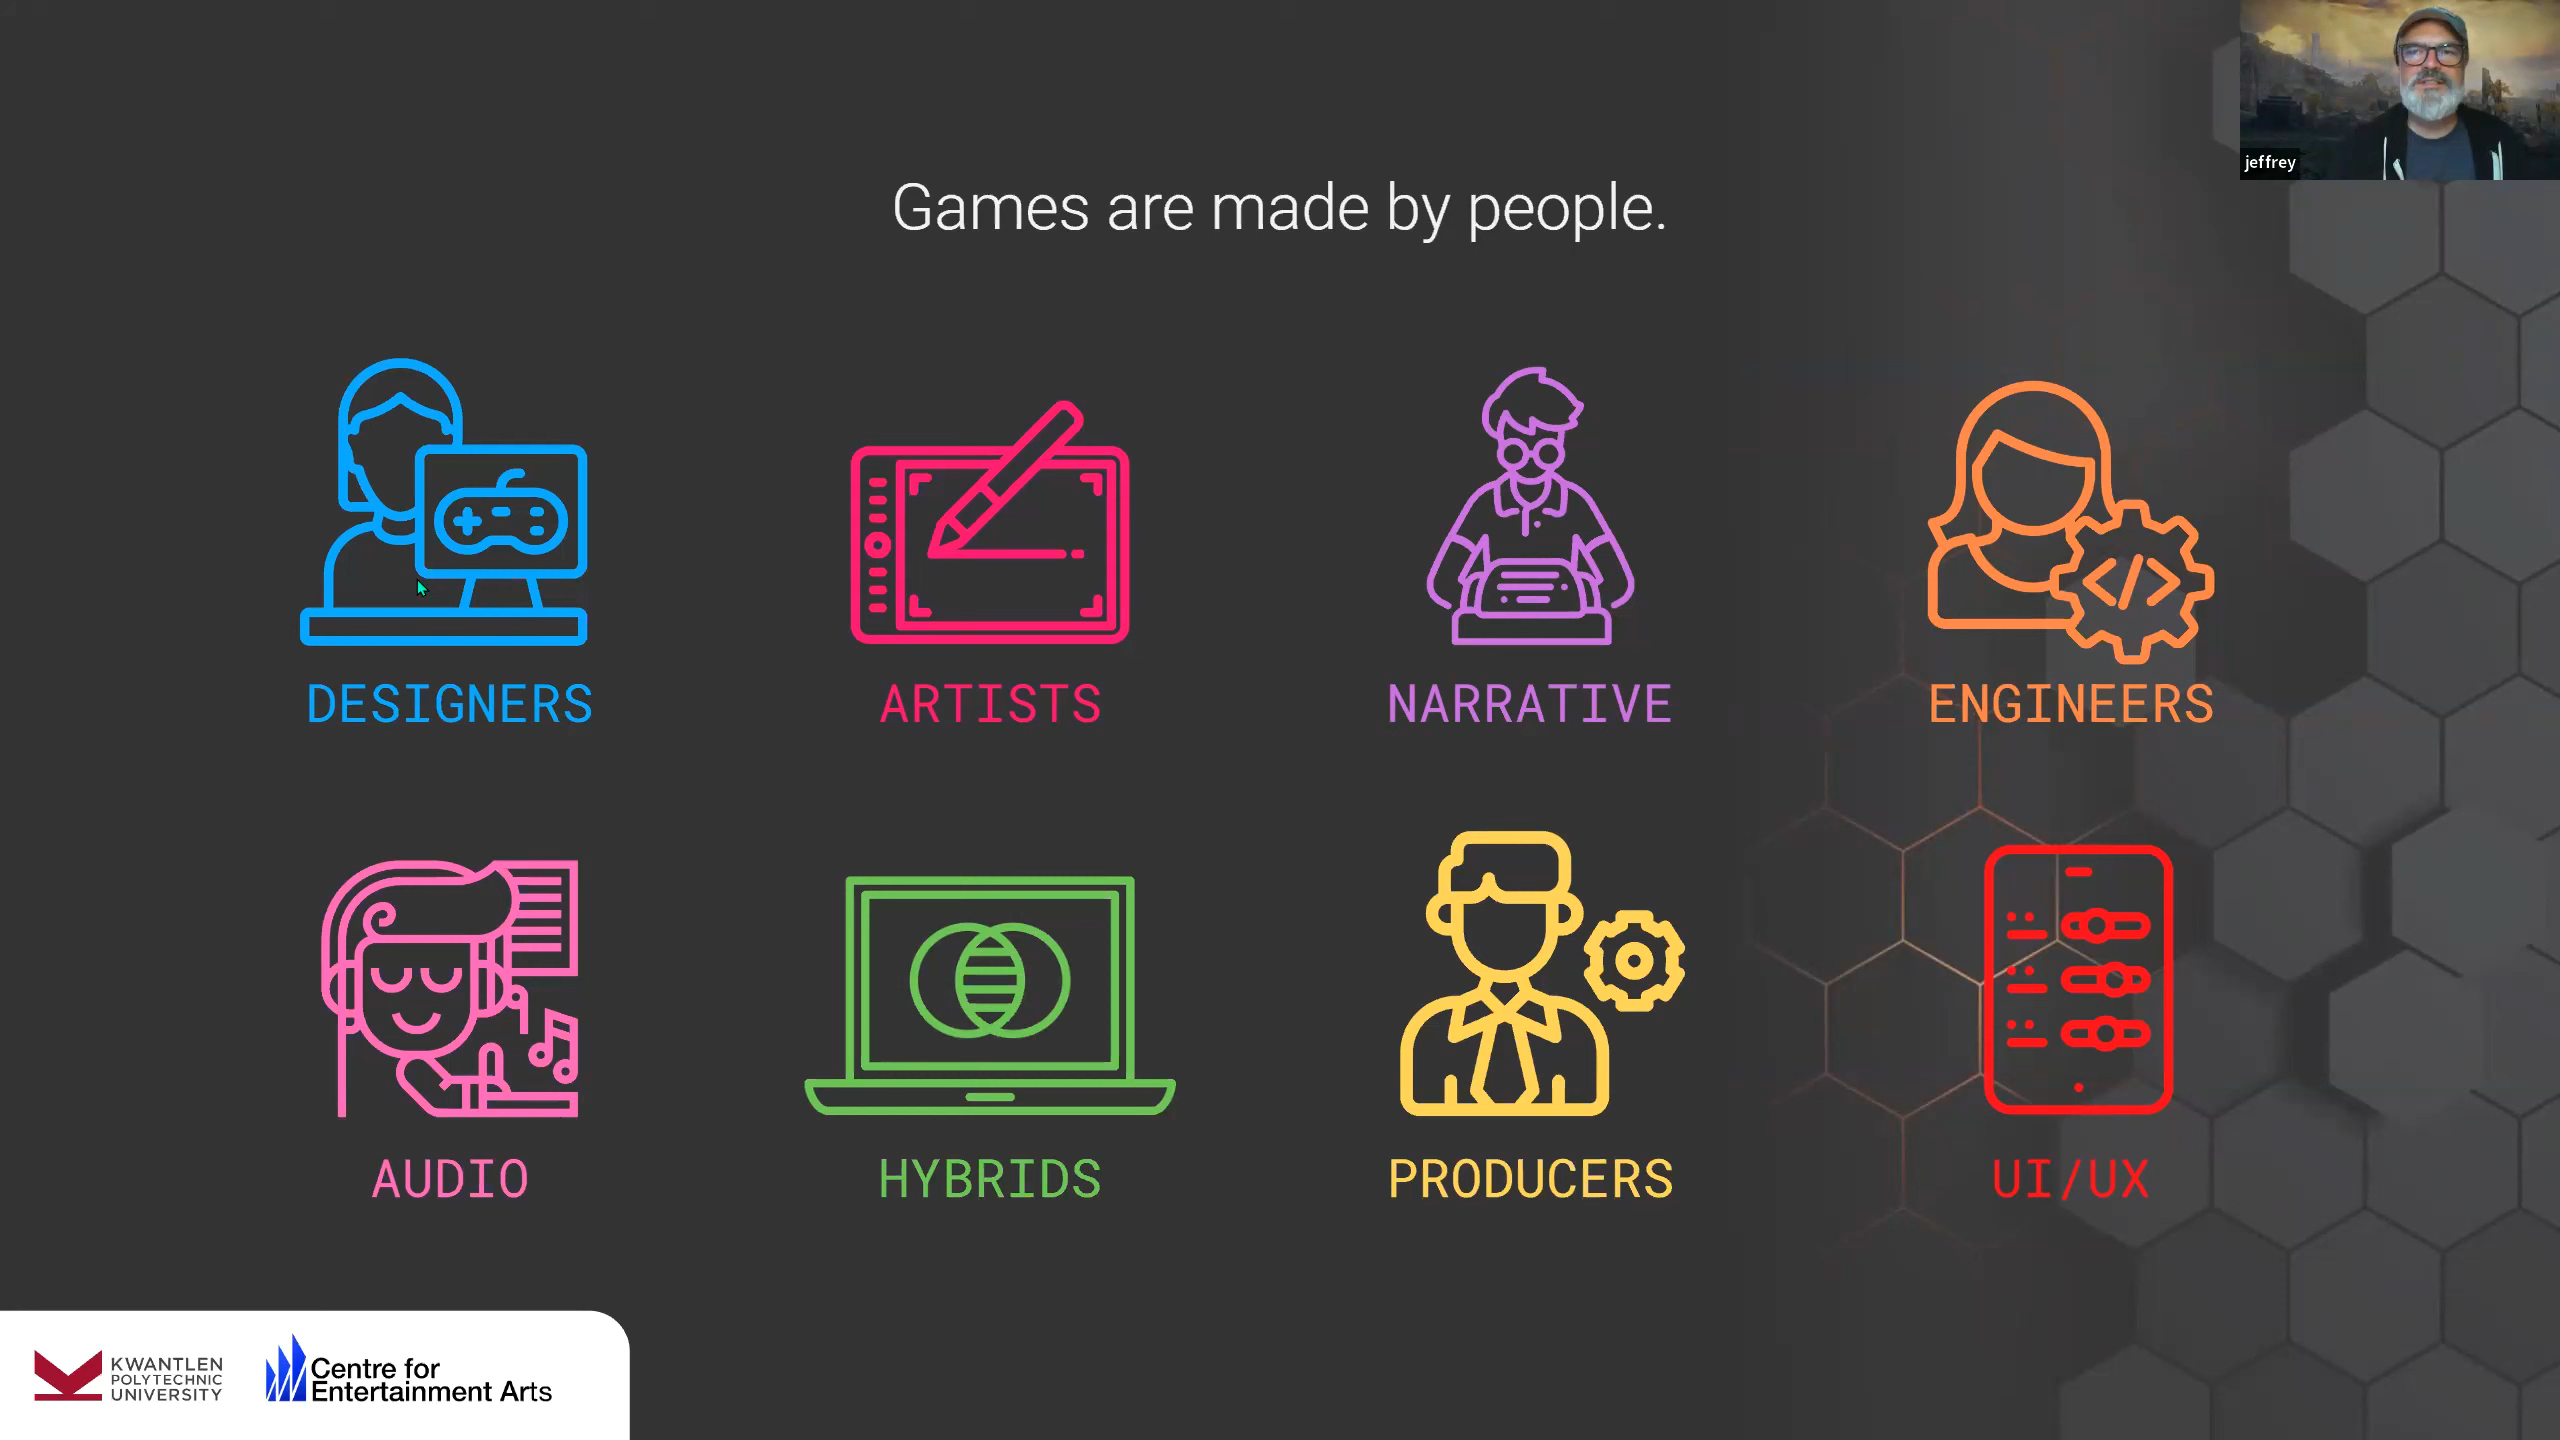 jeffrey
Games are made by people.
DESIGNERS
ARTISTS
NARRATIVE
ENGINEERS
AUDIO
HYBRIDS
PRODUCERS
UI/UX
KWANTLEN
POLYTECHNIC
UNIVERSITY
Centre for
Entertainment Arts